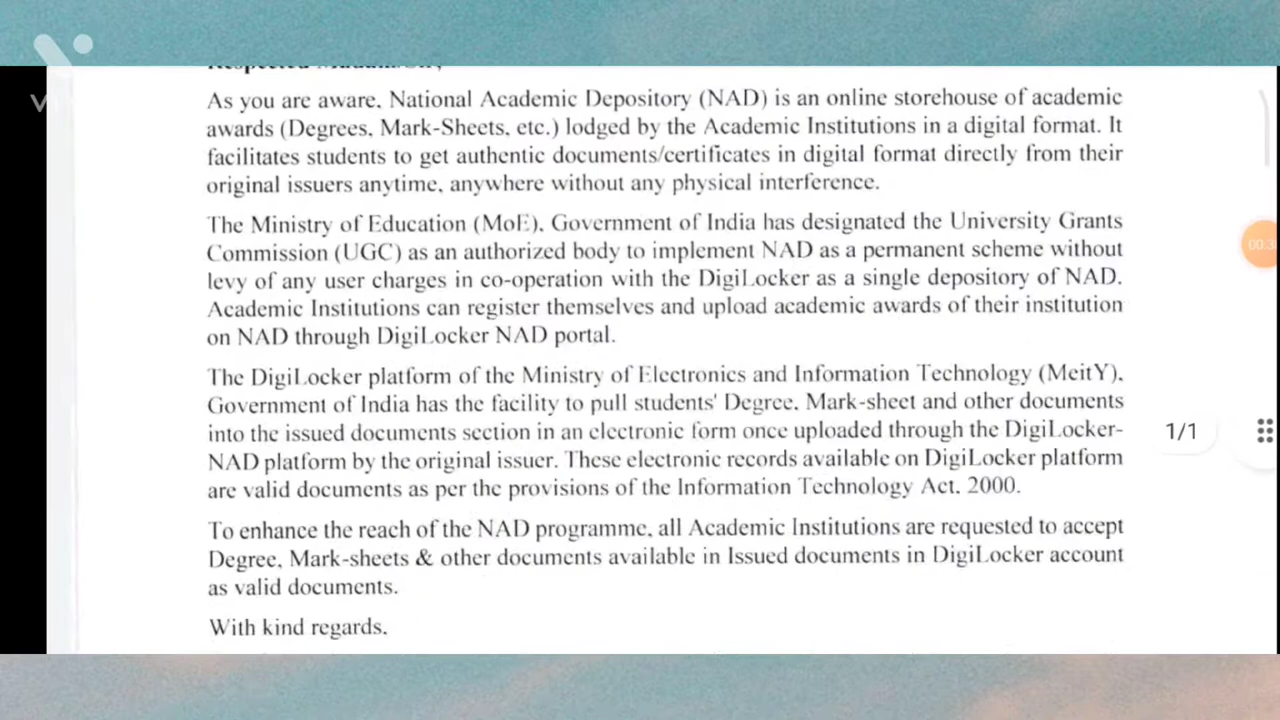 As you are aware, National Academic Depository (NAD) is an online storehouse of academic
awards (Degrees, Mark-Sheets, etc.) lodged by the Academic Institutions in a digital format. It
facilitates students to get authentic documents/certificates in digital format directly from their
original issuers anytime, anywhere without any physical interference.
The Ministry of Education (MoE), Government of India has designated the University Grants
Commission (UGC) as an authorized body to implement NAD as a permanent scheme without
levy of any user charges in co-operation with the DigiLocker as a single depository of NAD.
Academic Institutions can register themselves and upload academic awards of their institution
on NAD through DigiLocker NAD portal.
The DigiLocker platform of the Ministry of Electronics and Information Technology (MeitY),
Government of India has the facility to pull students' Degree, Mark-sheet and other documents
into the issued documents section in an electronic form once uploaded through the DigiLocker-
NAD platform by the original issuer. These electronic records available on DigiLocker platform
are valid documents as per the provisions of the Information Technology Act, 2000.
1/1
To enhance the reach of the NAD programme, all Academic Institutions are requested to accept
Degree, Mark-sheets & other documents available in Issued documents in DigiLocker account
as valid documents.
With kind regards,